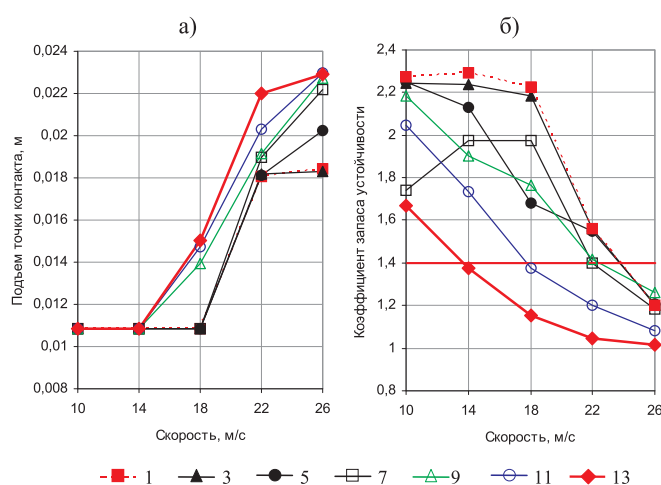 а)
б)
Подъем точки контакта, м
0,024
0,022
0,02
0,018
0,016
0,014
0,012
0,01
0,008
10 14 18 22 26
Скорость, м/с
Коэффициент запаса устойчивости
2,4
2,2
2
1,8
1,6
1,4
1,2
1
0,8
10 14 18 22 26
Скорость, м/с
1 3 5 7 9 11 13